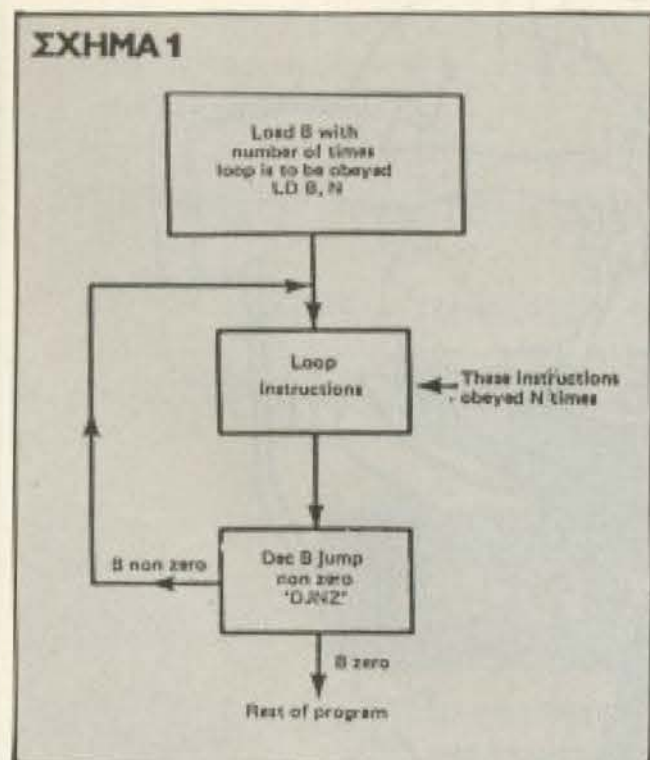 ΣΧΗΜΑ 1
Load B with
number of times
loop is to be obeyed
LD B, N
Loop
Instructions
These Instructions
obeyed N times
Dec B Jump
non zero
'DJNZ'
B non zero
B zero
Rest of program